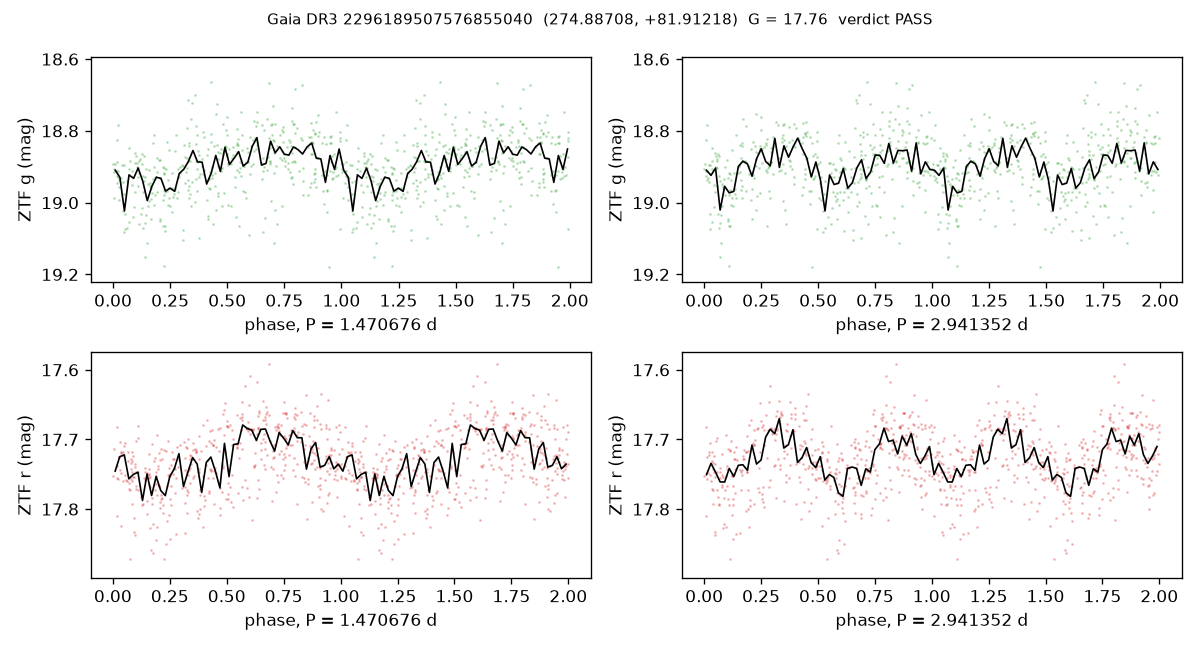 Gaia DR3 2296189507576855040  (274.88708, +81.91218)  G = 17.76  verdict PASS
ZTF g (mag)
18.6
18.8
19.0
19.2
0.00 0.25 0.50 0.75 1.00 1.25 1.50 1.75 2.00
phase, P = 1.470676 d
ZTF g (mag)
18.6
18.8
19.0
19.2
0.00 0.25 0.50 0.75 1.00 1.25 1.50 1.75 2.00
phase, P = 2.941352 d
ZTF r (mag)
17.6
17.7
17.8
0.00 0.25 0.50 0.75 1.00 1.25 1.50 1.75 2.00
phase, P = 1.470676 d
ZTF r (mag)
17.6
17.7
17.8
0.00 0.25 0.50 0.75 1.00 1.25 1.50 1.75 2.00
phase, P = 2.941352 d